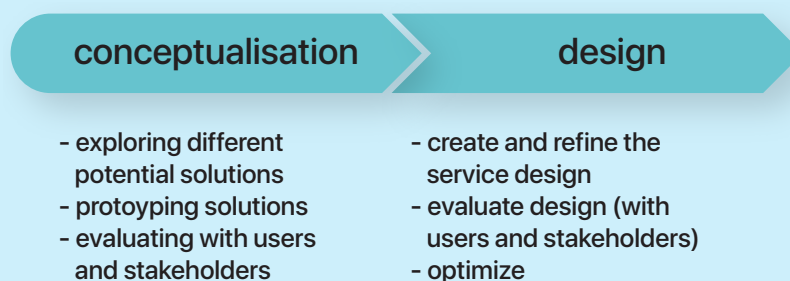 conceptualisation
design
- exploring different
potential solutions
- protoyping solutions
- evaluating with users
and stakeholders
- create and refine the
service design
- evaluate design (with
users and stakeholders)
- optimize